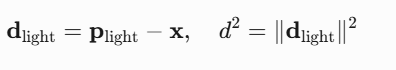 d_light = p_light − x,  d² = ‖d_light‖²